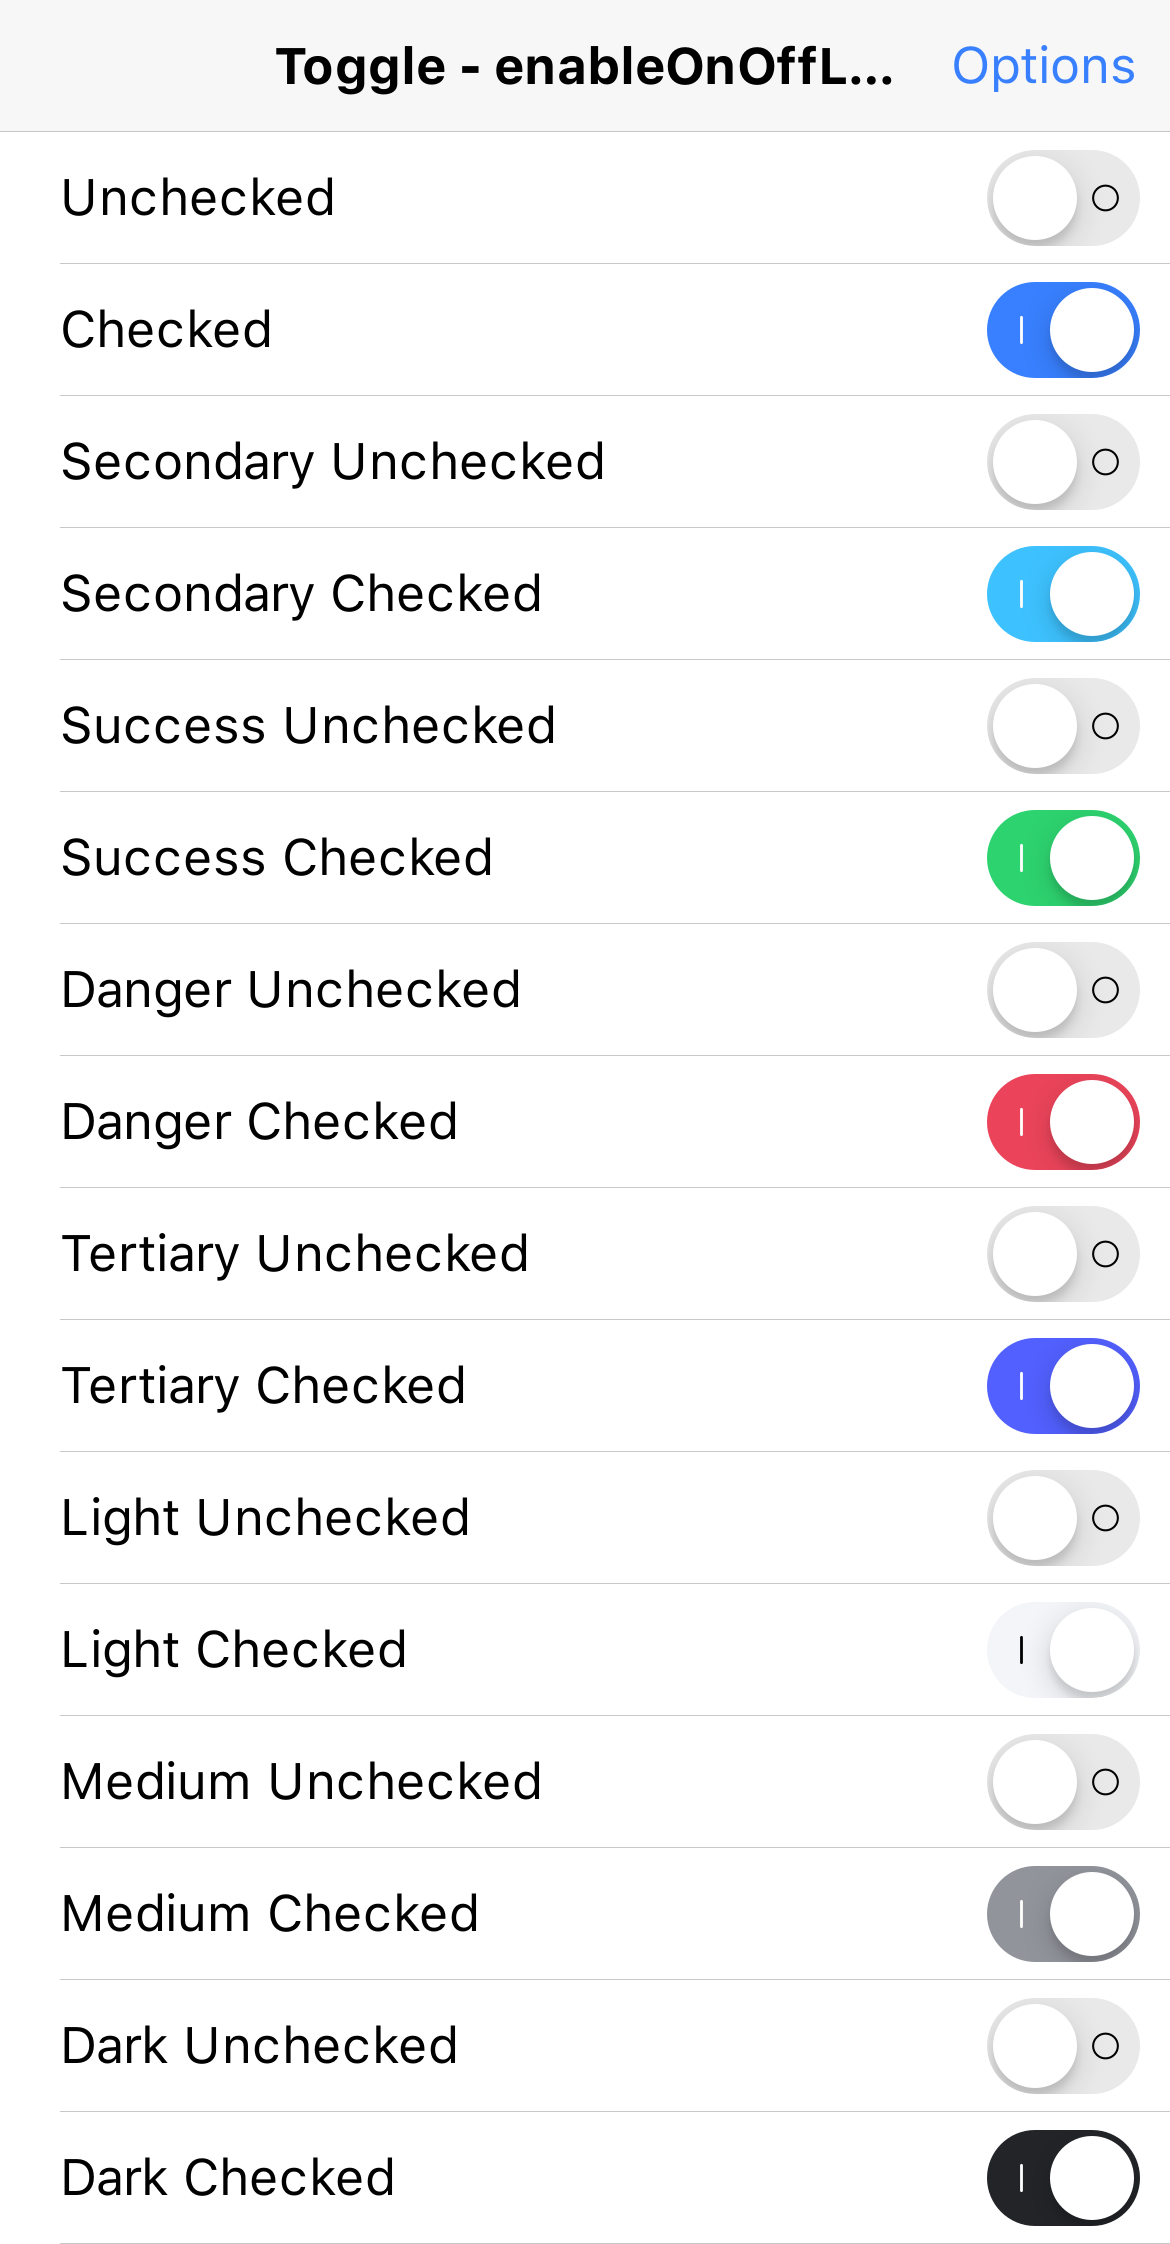 Toggle - enableOnOffL...
Options
Unchecked
Checked
Secondary Unchecked
Secondary Checked
Success Unchecked
Success Checked
Danger Unchecked
Danger Checked
Tertiary Unchecked
Tertiary Checked
Light Unchecked
Light Checked
Medium Unchecked
Medium Checked
Dark Unchecked
Dark Checked